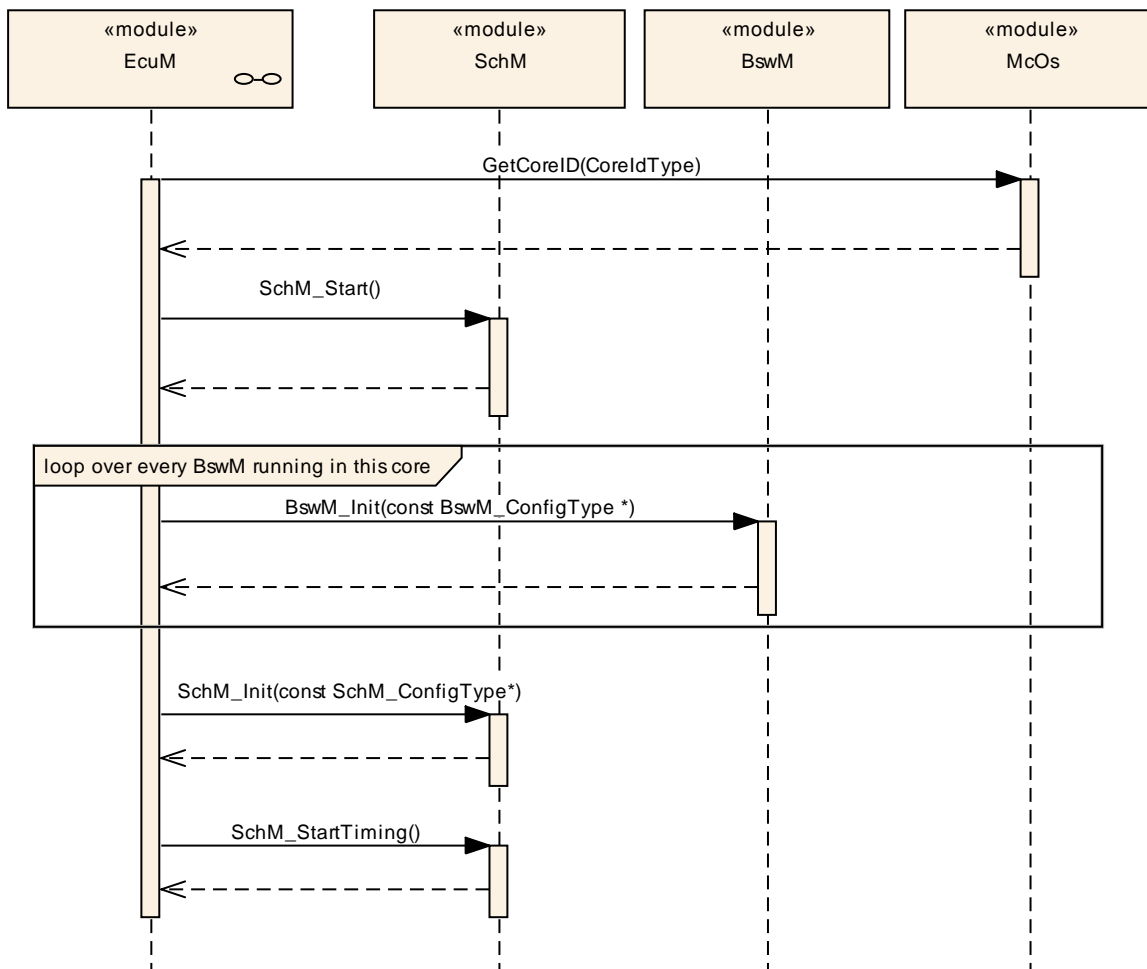 «module»
EcuM
«module»
SchM
«module»
BswM
«module»
McOs
GetCoreID(CoreIdType)
SchM_Start()
loop over every BswM running in this core
BswM_Init(const BswM_ConfigType *)
SchM_Init(const SchM_ConfigType*)
SchM_StartTiming()